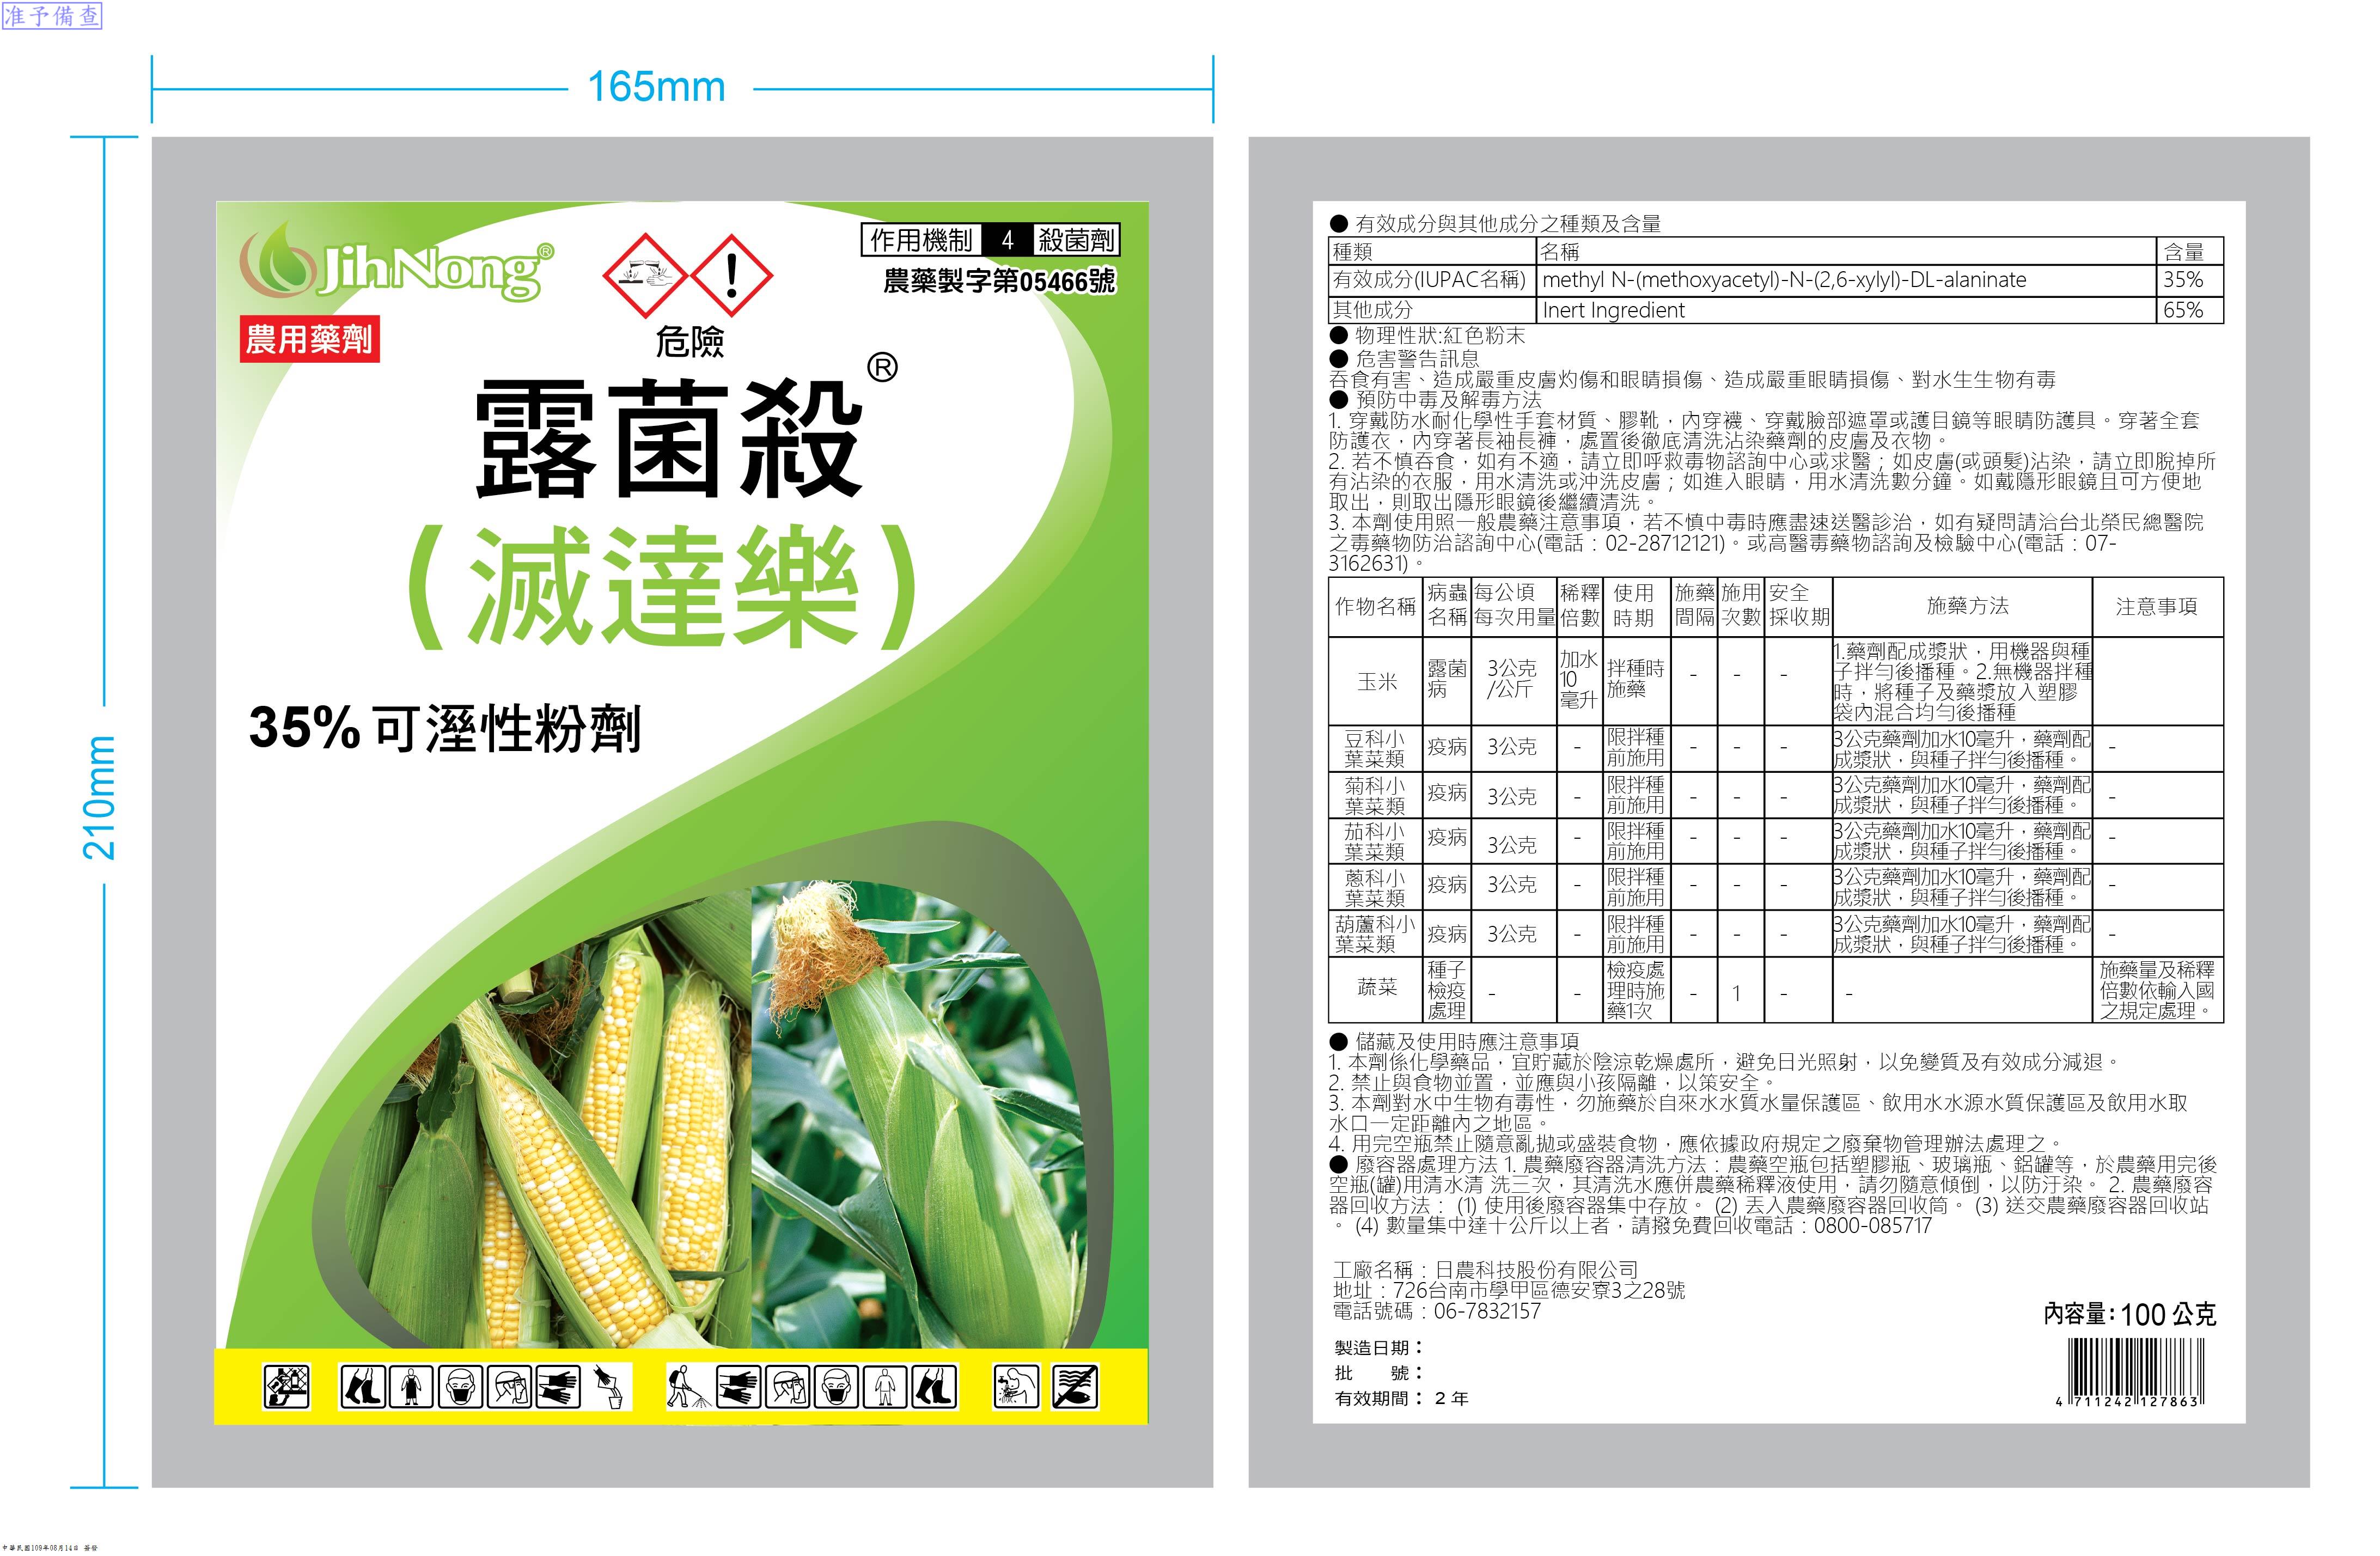 准予備查
165mm
210mm
JihNong®
農用藥劑
作用機制 4 殺菌劑
農藥製字第05466號
危險
露菌殺®
(滅達樂)
35%可溼性粉劑
● 有效成分與其他成分之種類及含量
種類 名稱 含量
有效成分(IUPAC名稱) methyl N-(methoxyacetyl)-N-(2,6-xylyl)-DL-alaninate 35%
其他成分 Inert Ingredient 65%
● 物理性狀:紅色粉末
● 危害警告訊息
吞食有害、造成嚴重皮膚灼傷和眼睛損傷、造成嚴重眼睛損傷、對水生生物有毒
● 預防中毒及解毒方法
1. 穿戴防水耐化學性手套材質、膠靴，內穿襪、穿戴臉部遮罩或護目鏡等眼睛防護具。穿著全套
防護衣，內穿著長袖長褲，處置後徹底清洗沾染藥劑的皮膚及衣物。
2. 若不慎吞食，如有不適，請立即呼救毒物諮詢中心或求醫；如皮膚(或頭髮)沾染，請立即脫掉所
有沾染的衣服，用水清洗或沖洗皮膚；如進入眼睛，用水清洗數分鐘。如戴隱形眼鏡且可方便地
取出，則取出隱形眼鏡後繼續清洗。
3. 本劑使用照一般農藥注意事項，若不慎中毒時應盡速送醫診治，如有疑問請洽台北榮民總醫院
之毒藥物防治諮詢中心(電話：02-28712121)。或高醫毒藥物諮詢及檢驗中心(電話：07-
3162631)。
作物名稱 病蟲名稱 每公頃每次用量 稀釋倍數 使用時期 施藥間隔 施用次數 安全採收期 施藥方法 注意事項
玉米 露菌病 3公克/公斤 加水10毫升 拌種時施藥 - - - 1.藥劑配成漿狀，用機器與種子拌勻後播種。2.無機器拌種時，將種子及藥漿放入塑膠袋內混合均勻後播種
豆科小葉菜類 疫病 3公克 - 限拌種前施用 - - - 3公克藥劑加水10毫升，藥劑配成漿狀，與種子拌勻後播種。 -
菊科小葉菜類 疫病 3公克 - 限拌種前施用 - - - 3公克藥劑加水10毫升，藥劑配成漿狀，與種子拌勻後播種。 -
茄科小葉菜類 疫病 3公克 - 限拌種前施用 - - - 3公克藥劑加水10毫升，藥劑配成漿狀，與種子拌勻後播種。 -
蔥科小葉菜類 疫病 3公克 - 限拌種前施用 - - - 3公克藥劑加水10毫升，藥劑配成漿狀，與種子拌勻後播種。 -
葫蘆科小葉菜類 疫病 3公克 - 限拌種前施用 - - - 3公克藥劑加水10毫升，藥劑配成漿狀，與種子拌勻後播種。 -
蔬菜 種子檢疫處理 - - 檢疫處理時施藥1次 - 1 - - 施藥量及稀釋倍數依輸入國之規定處理。
● 儲藏及使用時應注意事項
1. 本劑係化學藥品，宜貯藏於陰涼乾燥處所，避免日光照射，以免變質及有效成分減退。
2. 禁止與食物並置，並應與小孩隔離，以策安全。
3. 本劑對水中生物有毒性，勿施藥於自來水水質水量保護區、飲用水水源水質保護區及飲用水取
水口一定距離內之地區。
4. 用完空瓶禁止隨意亂拋或盛裝食物，應依據政府規定之廢棄物管理辦法處理之。
● 廢容器處理方法 1. 農藥廢容器清洗方法：農藥空瓶包括塑膠瓶、玻璃瓶、鋁罐等，於農藥用完後
空瓶(罐)用清水清 洗三次，其清洗水應併農藥稀釋液使用，請勿隨意傾倒，以防汙染。 2. 農藥廢容
器回收方法： (1) 使用後廢容器集中存放。 (2) 丟入農藥廢容器回收筒。 (3) 送交農藥廢容器回收站
。 (4) 數量集中達十公斤以上者，請撥免費回收電話：0800-085717
工廠名稱：日農科技股份有限公司
地址：726台南市學甲區德安寮3之28號
電話號碼：06-7832157
內容量：100 公克
製造日期：
批　　號：
有效期間：2 年
4 711242 127863
中華民國109年08月14日 簽發